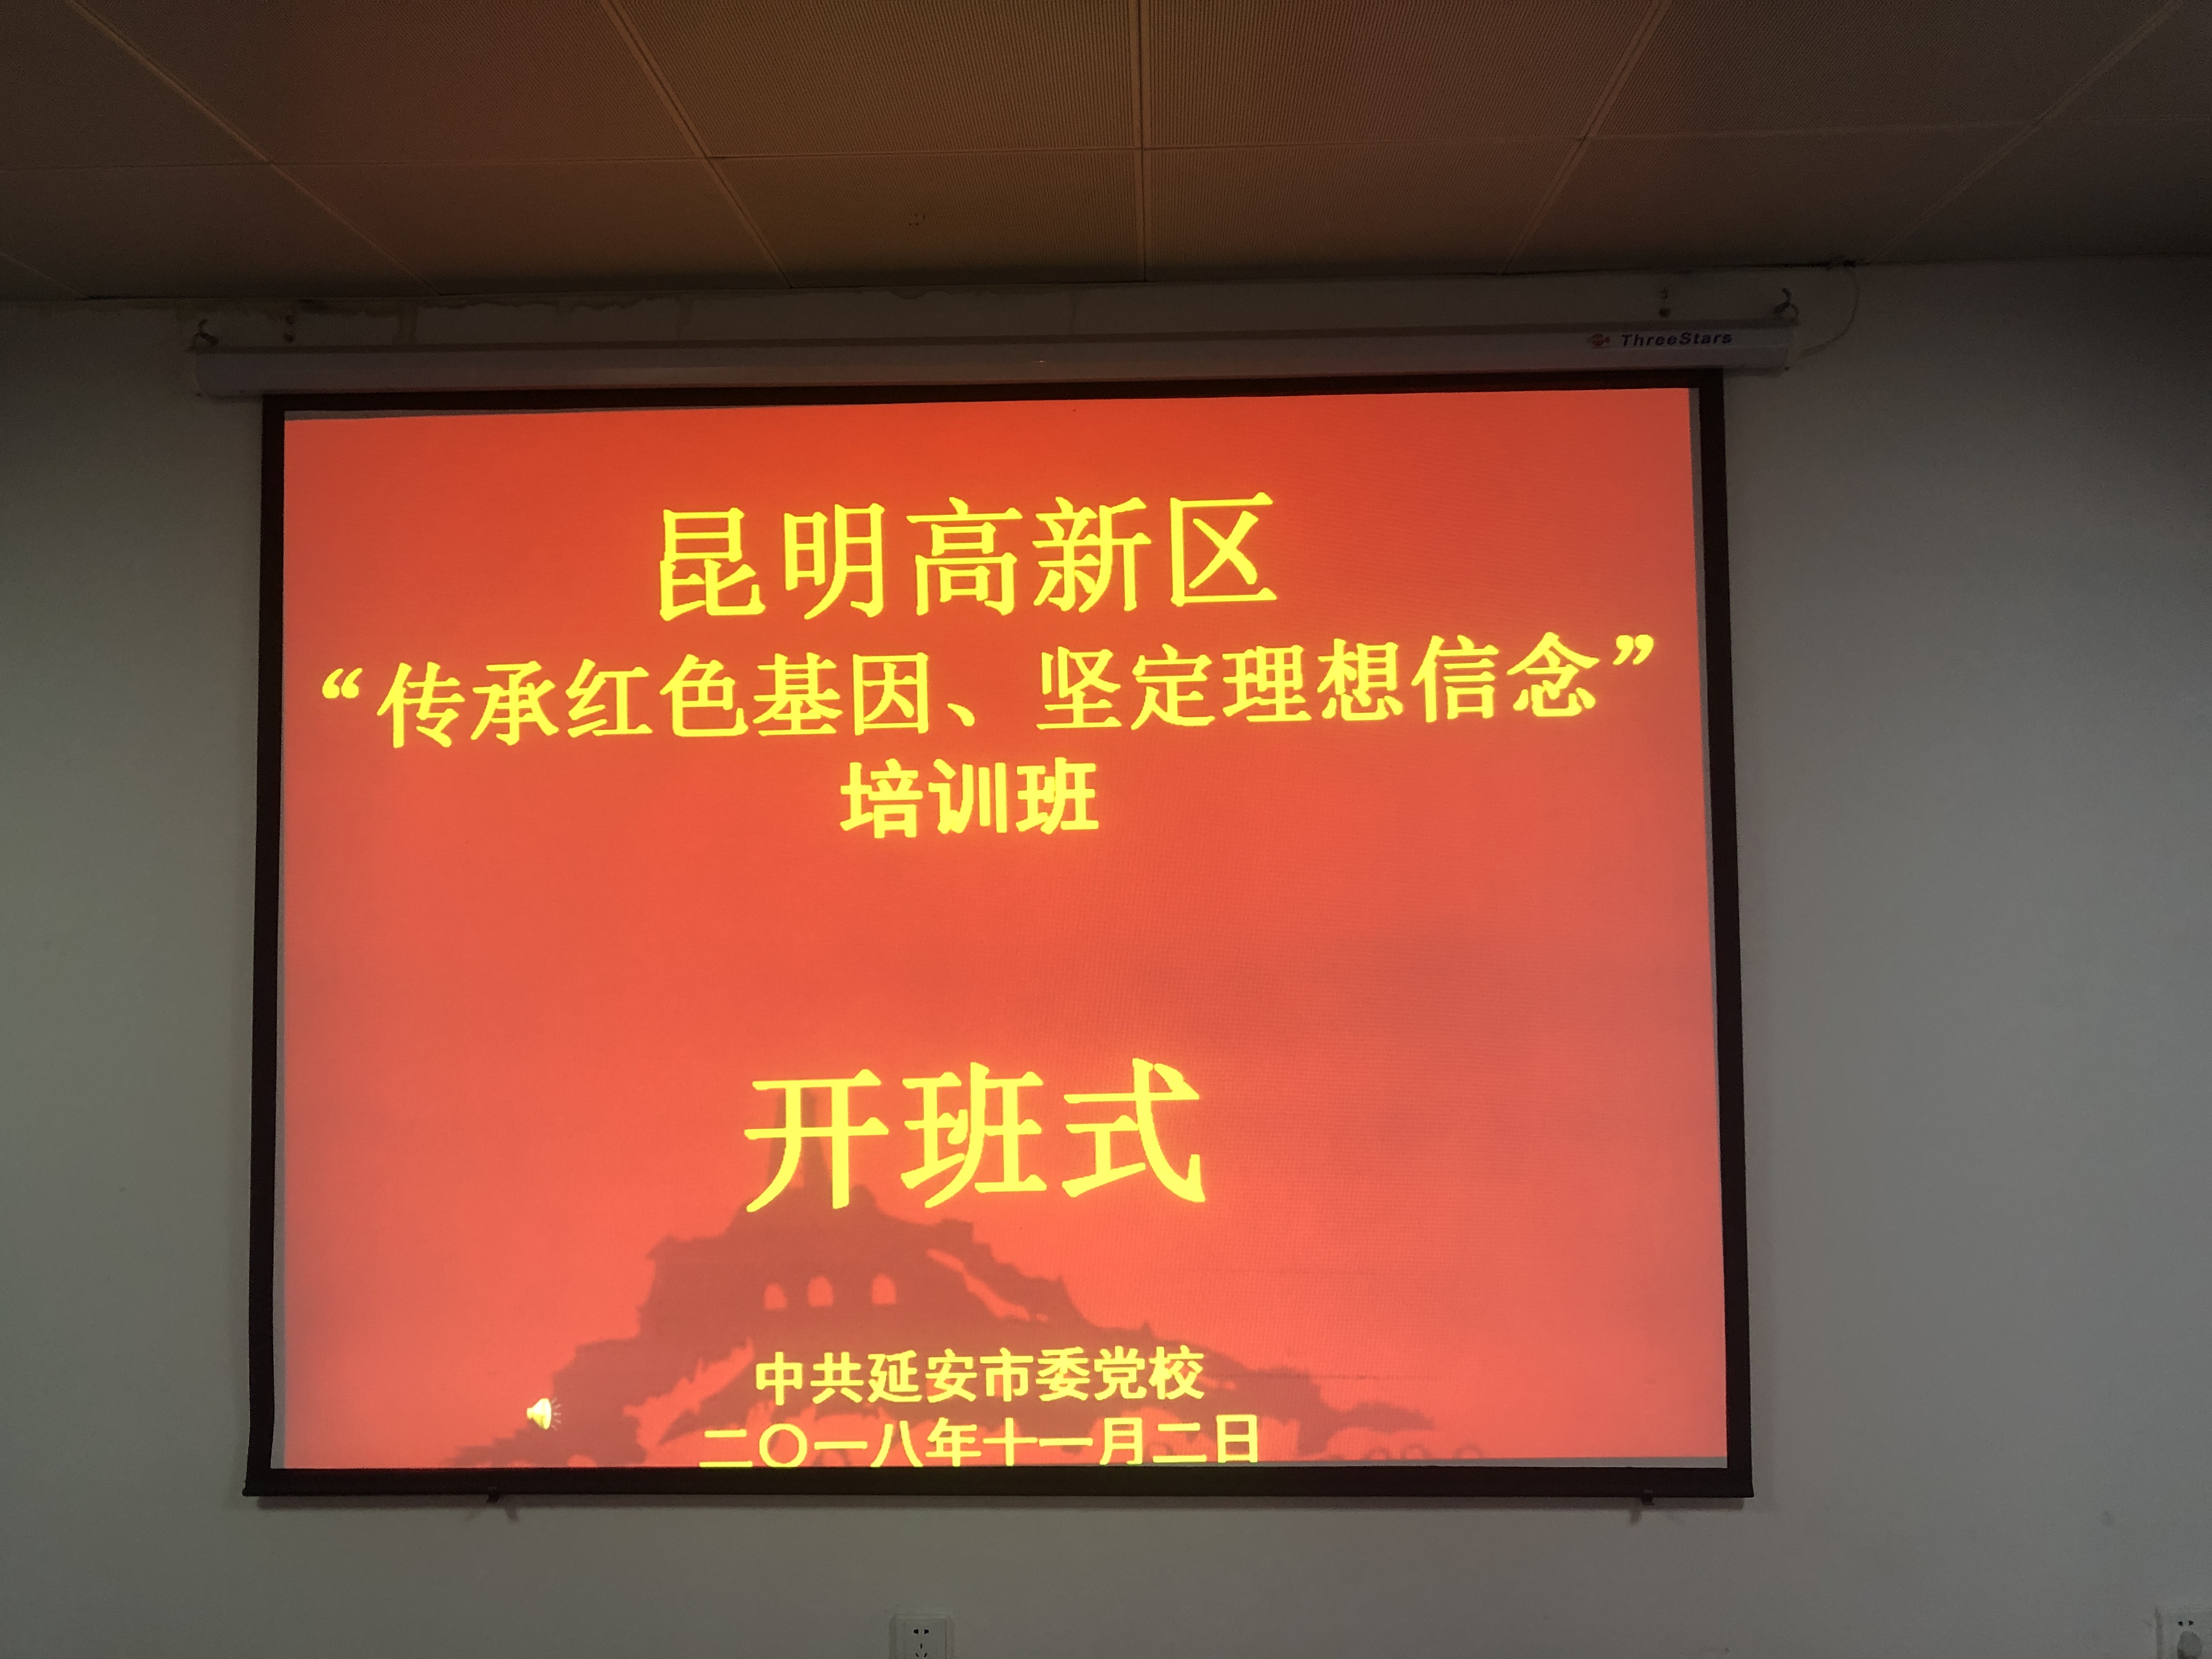 ThreeStars
昆明高新区
“传承红色基因、坚定理想信念”
培训班
开班式
中共延安市委党校
二〇一八年十一月二日